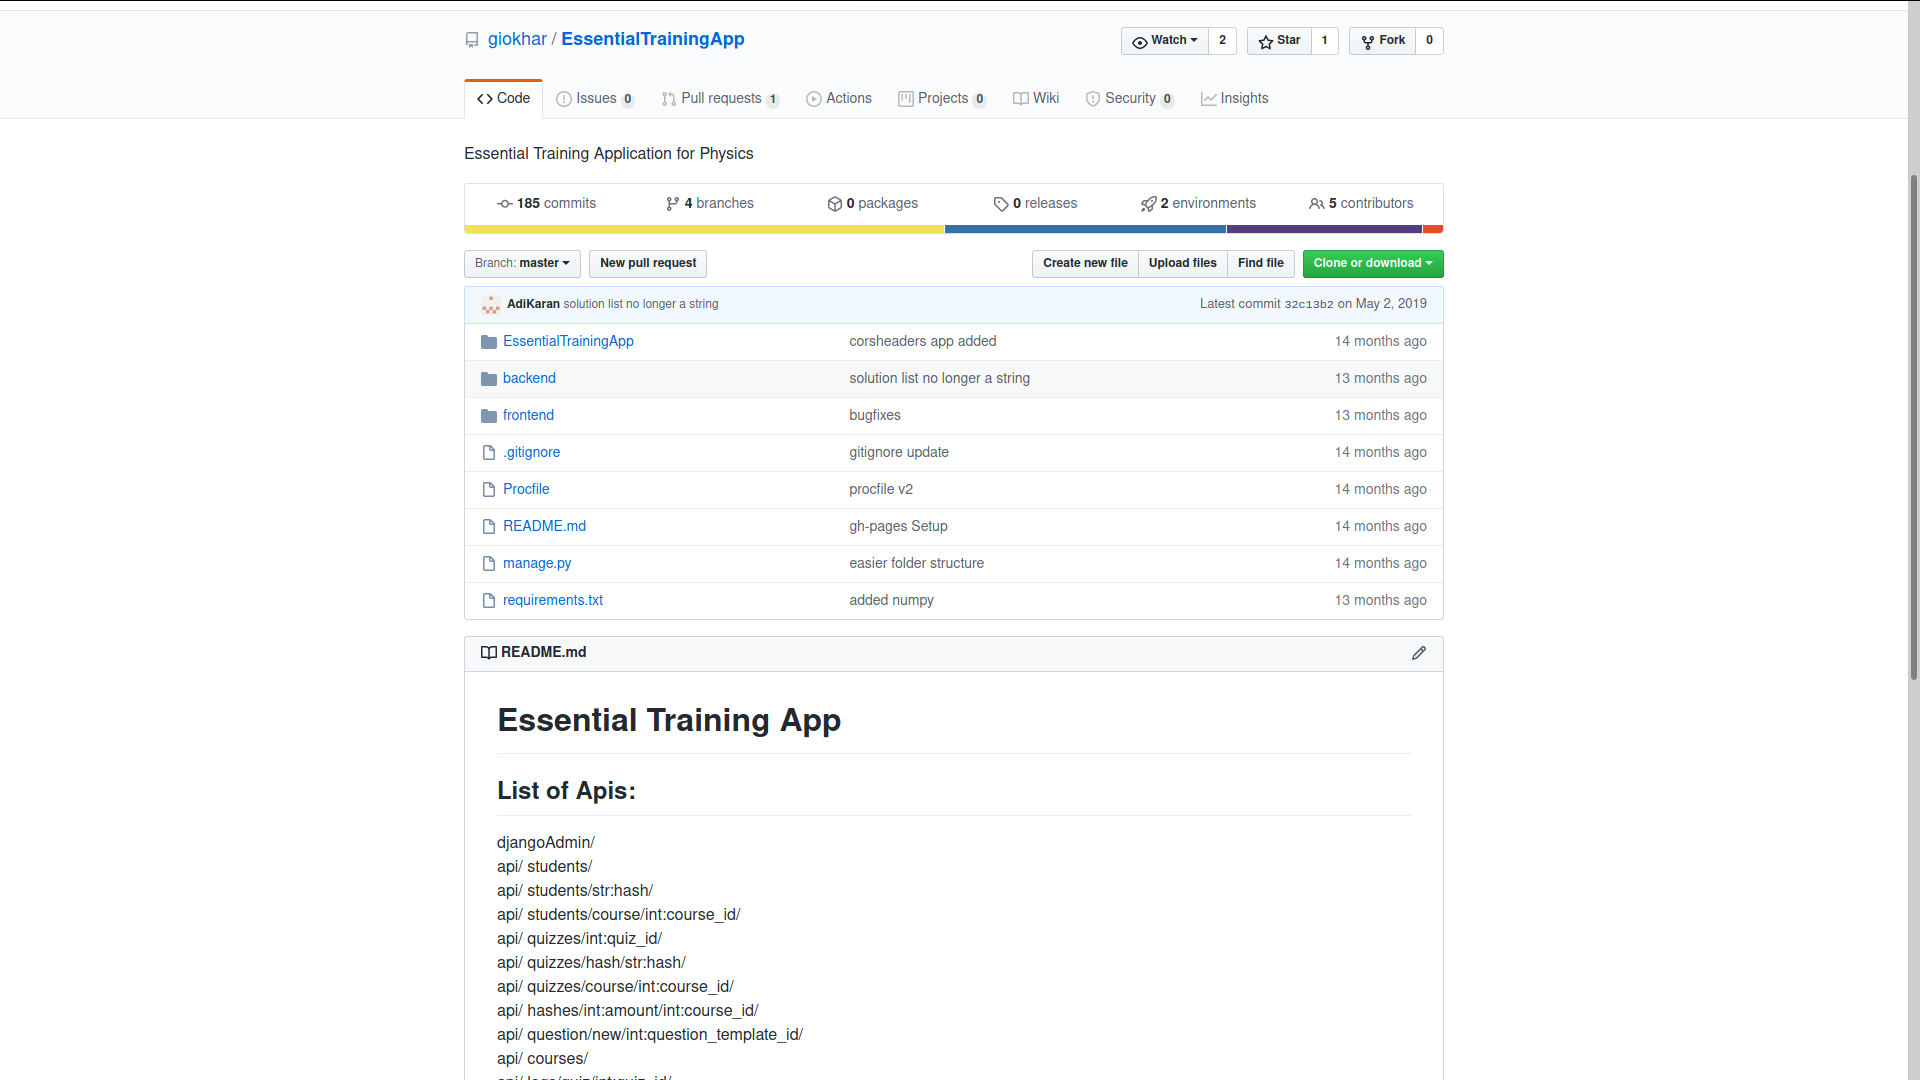 giokhar / EssentialTrainingApp
Watch 2 Star 1 Fork 0
Code Issues 0 Pull requests 1 Actions Projects 0 Wiki Security 0 Insights
Essential Training Application for Physics
185 commits 4 branches 0 packages 0 releases 2 environments 5 contributors
Branch: master New pull request Create new file Upload files Find file Clone or download
AdiKaran solution list no longer a string Latest commit 32c13b2 on May 2, 2019
EssentialTrainingApp corsheaders app added 14 months ago
backend solution list no longer a string 13 months ago
frontend bugfixes 13 months ago
.gitignore gitignore update 14 months ago
Procfile procfile v2 14 months ago
README.md gh-pages Setup 14 months ago
manage.py easier folder structure 14 months ago
requirements.txt added numpy 13 months ago
README.md
Essential Training App
List of Apis:
djangoAdmin/
api/ students/
api/ students/str:hash/
api/ students/course/int:course_id/
api/ quizzes/int:quiz_id/
api/ quizzes/hash/str:hash/
api/ quizzes/course/int:course_id/
api/ hashes/int:amount/int:course_id/
api/ question/new/int:question_template_id/
api/ courses/